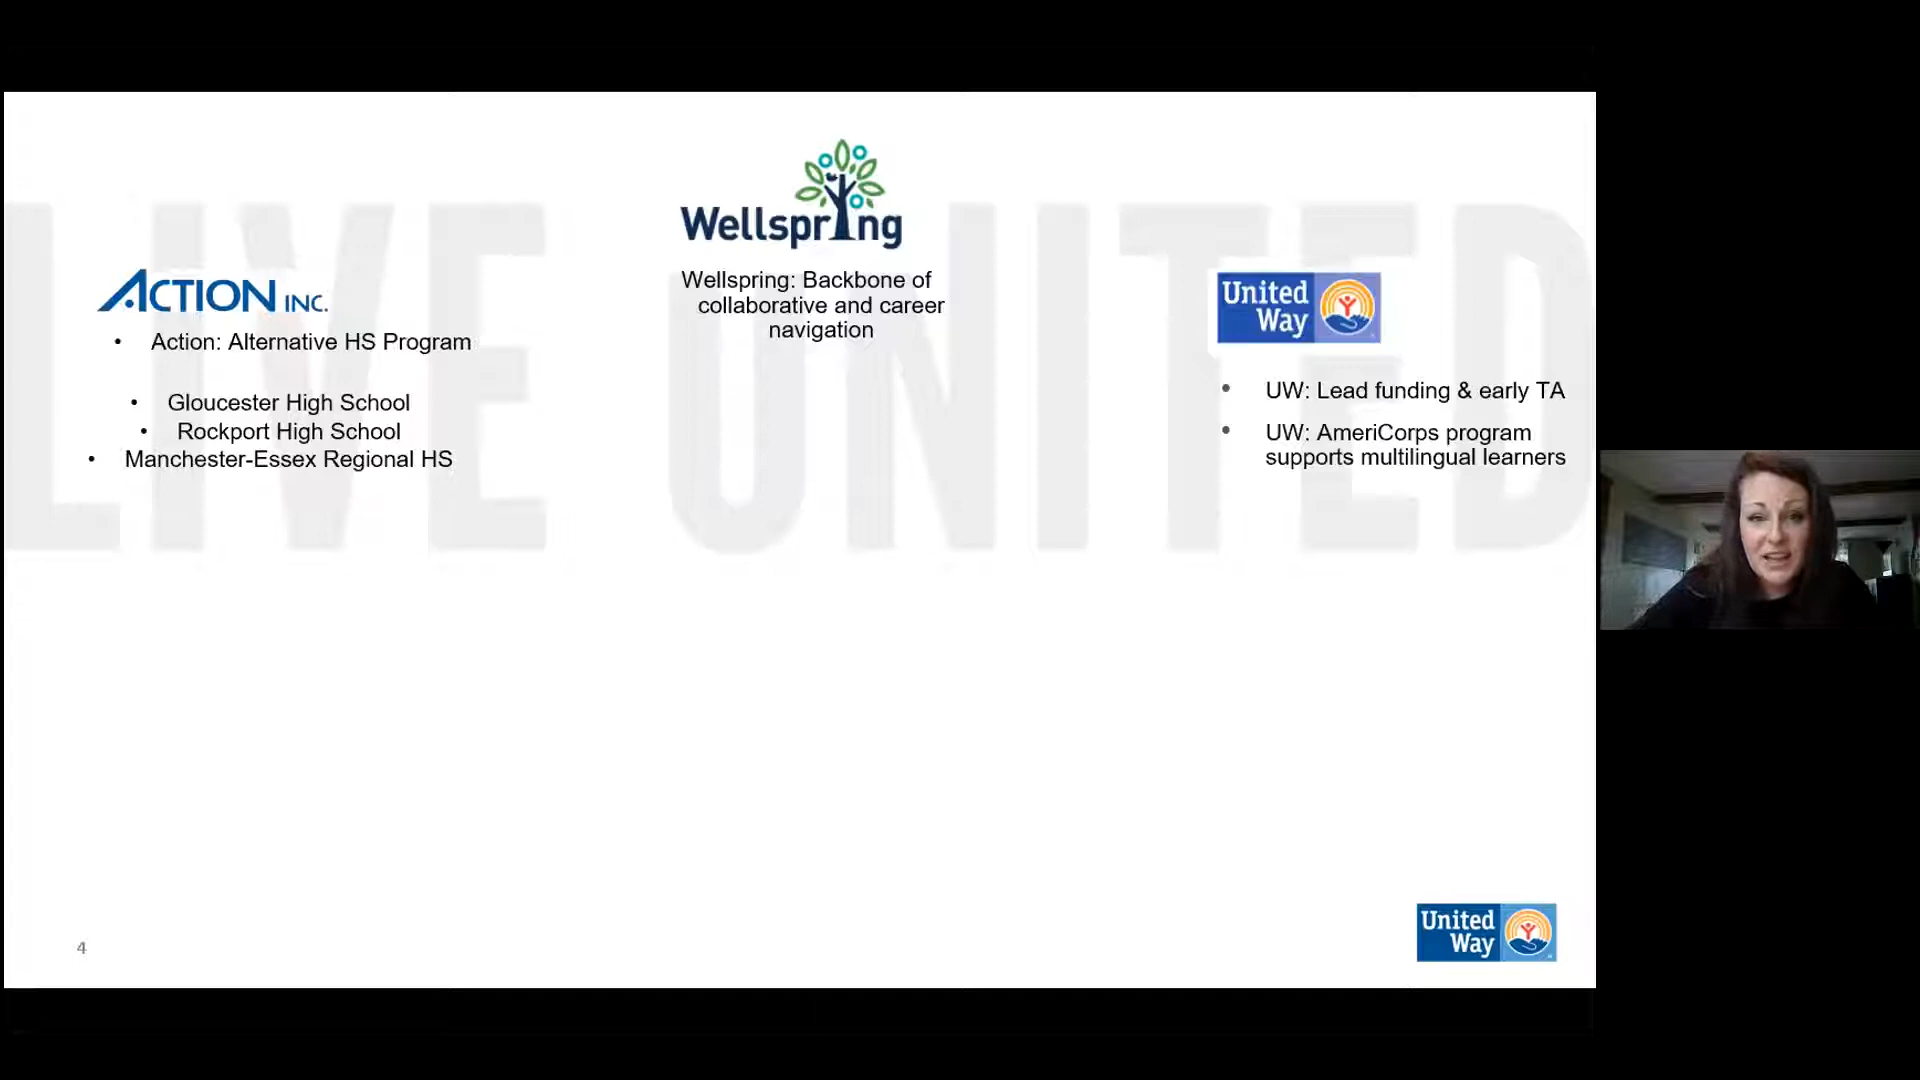 LIVE UNITED
Wellspring
Wellspring: Backbone of
collaborative and career
navigation
ACTION INC.
• Action: Alternative HS Program
• Gloucester High School
• Rockport High School
• Manchester-Essex Regional HS
United
Way
• UW: Lead funding & early TA
• UW: AmeriCorps program
supports multilingual learners
4
United
Way